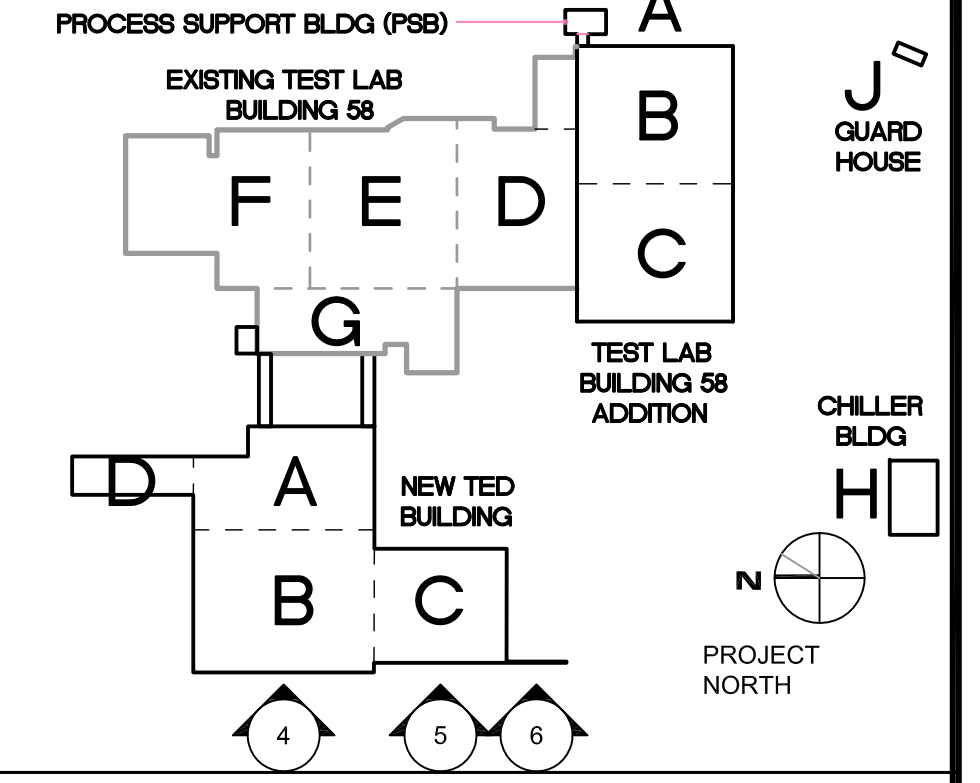 PROCESS SUPPORT BLDG (PSB)
A
EXISTING TEST LAB
BUILDING 58
B
J
GUARD
HOUSE
F
E
D
C
G
TEST LAB
BUILDING 58
ADDITION
CHILLER
BLDG
H
D
A
NEW TED
BUILDING
B
C
N
PROJECT
NORTH
4
5
6